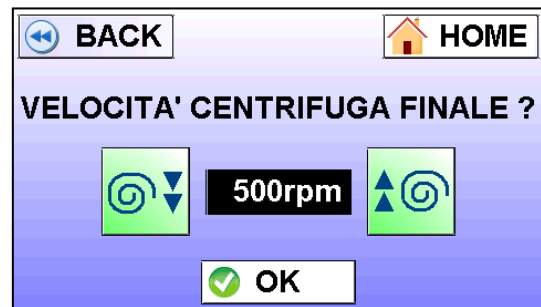 BACK
HOME
VELOCITA' CENTRIFUGA FINALE ?
500rpm
OK